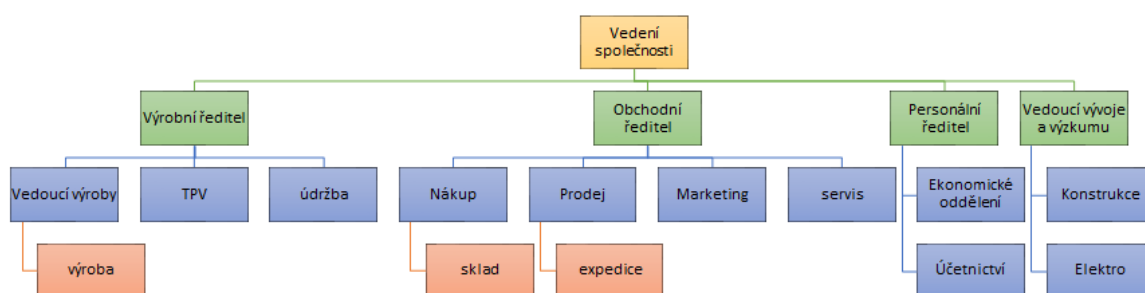 Vedení
společnosti
Výrobní ředitel
Obchodní
ředitel
Personální
ředitel
Vedoucí vývoje
a výzkumu
Vedoucí výroby
TPV
údržba
Nákup
Prodej
Marketing
servis
Ekonomické
oddělení
Konstrukce
výroba
sklad
expedice
Účetnictví
Elektro